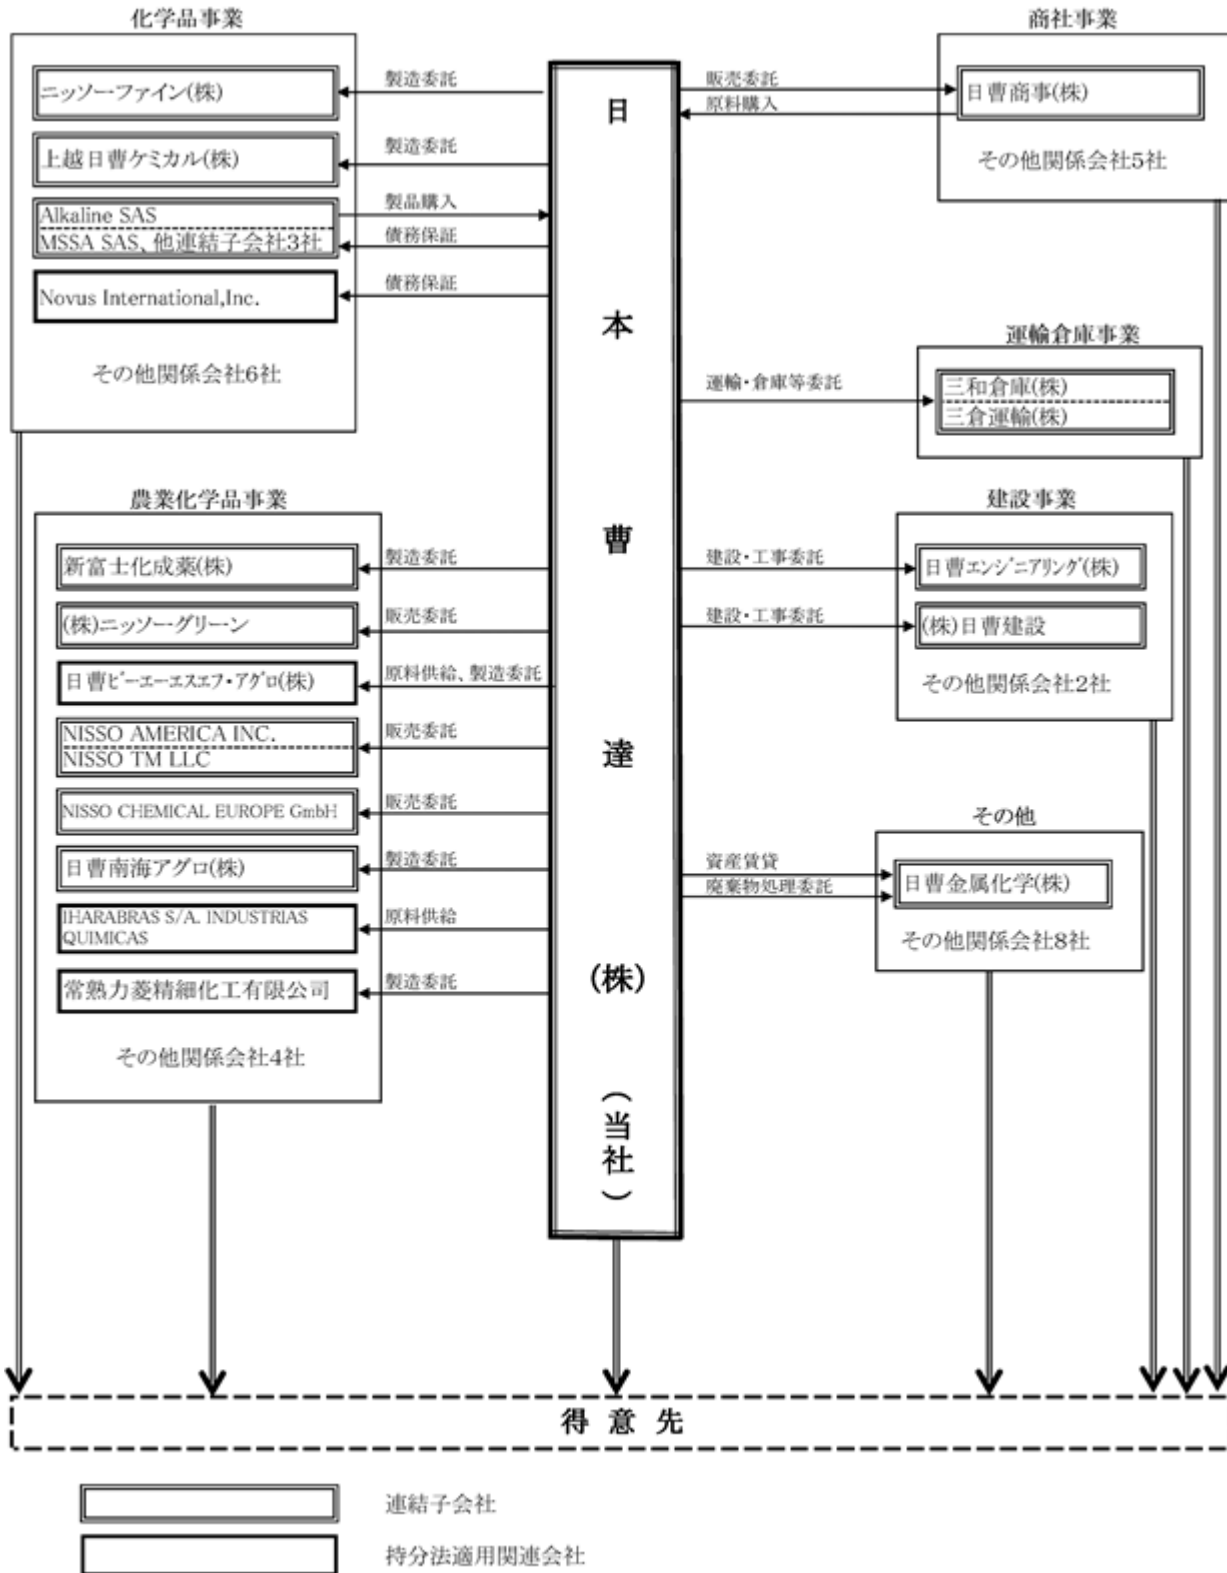 化学品事業
ニッソーファイン(株)
製造委託
上越日曹ケミカル(株)
製造委託
Alkaline SAS
MSSA SAS、他連結子会社3社
製品購入
債務保証
Novus International,Inc.
債務保証
その他関係会社6社
農業化学品事業
新富士化成薬(株)
製造委託
(株)ニッソーグリーン
販売委託
日曹ビーエーエスエフ・アグロ(株)
原料供給、製造委託
NISSO AMERICA INC.
NISSO TM LLC
販売委託
NISSO CHEMICAL EUROPE GmbH
販売委託
日曹南海アグロ(株)
製造委託
IHARABRAS S/A. INDUSTRIAS
QUIMICAS
原料供給
常熟力菱精細化工有限公司
製造委託
その他関係会社4社
日本曹達(株)(当社)
商社事業
販売委託
原料購入
日曹商事(株)
その他関係会社5社
運輸倉庫事業
運輸・倉庫等委託
三和倉庫(株)
三倉運輸(株)
建設事業
建設・工事委託
日曹エンジニアリング(株)
建設・工事委託
(株)日曹建設
その他関係会社2社
その他
資産賃貸
廃棄物処理委託
日曹金属化学(株)
その他関係会社8社
得意先
連結子会社
持分法適用関連会社